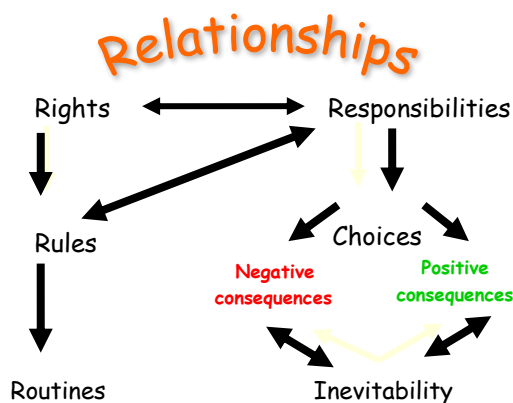 Relationships
Rights
Responsibilities
Rules
Choices
Negative
consequences
Positive
consequences
Routines
Inevitability